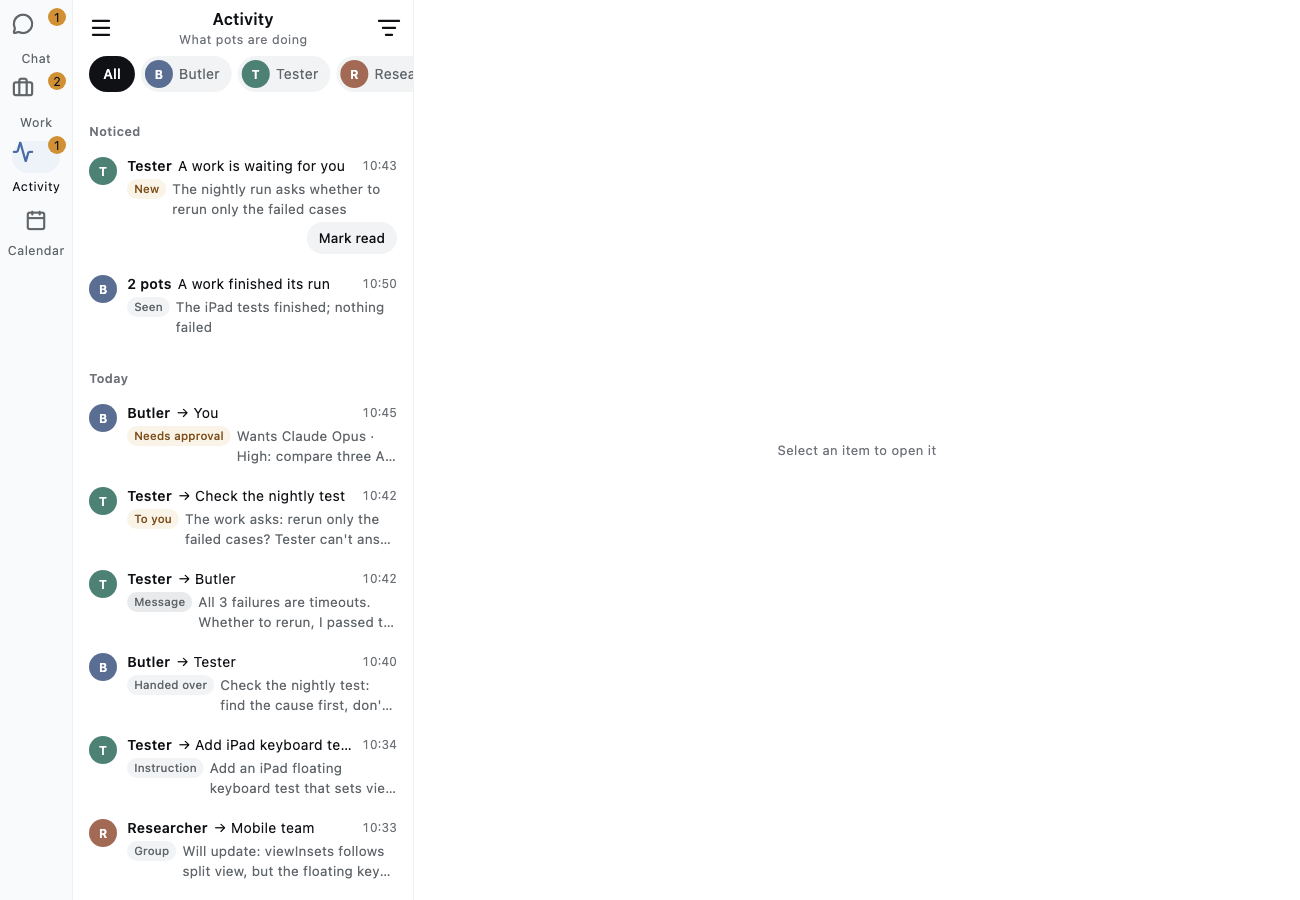 1
Chat
2
Work
1
Activity
Calendar
Activity
What pots are doing
All
B Butler
T Tester
R Resea
Noticed
T
Tester A work is waiting for you 10:43
New The nightly run asks whether to
rerun only the failed cases
Mark read
B
2 pots A work finished its run 10:50
Seen The iPad tests finished; nothing
failed
Today
B
Butler → You 10:45
Needs approval Wants Claude Opus ·
High: compare three A…
T
Tester → Check the nightly test 10:42
To you The work asks: rerun only the
failed cases? Tester can't ans…
T
Tester → Butler 10:42
Message All 3 failures are timeouts.
Whether to rerun, I passed t…
B
Butler → Tester 10:40
Handed over Check the nightly test:
find the cause first, don'…
T
Tester → Add iPad keyboard te… 10:34
Instruction Add an iPad floating
keyboard test that sets vie…
R
Researcher → Mobile team 10:33
Group Will update: viewInsets follows
split view, but the floating key…
Select an item to open it